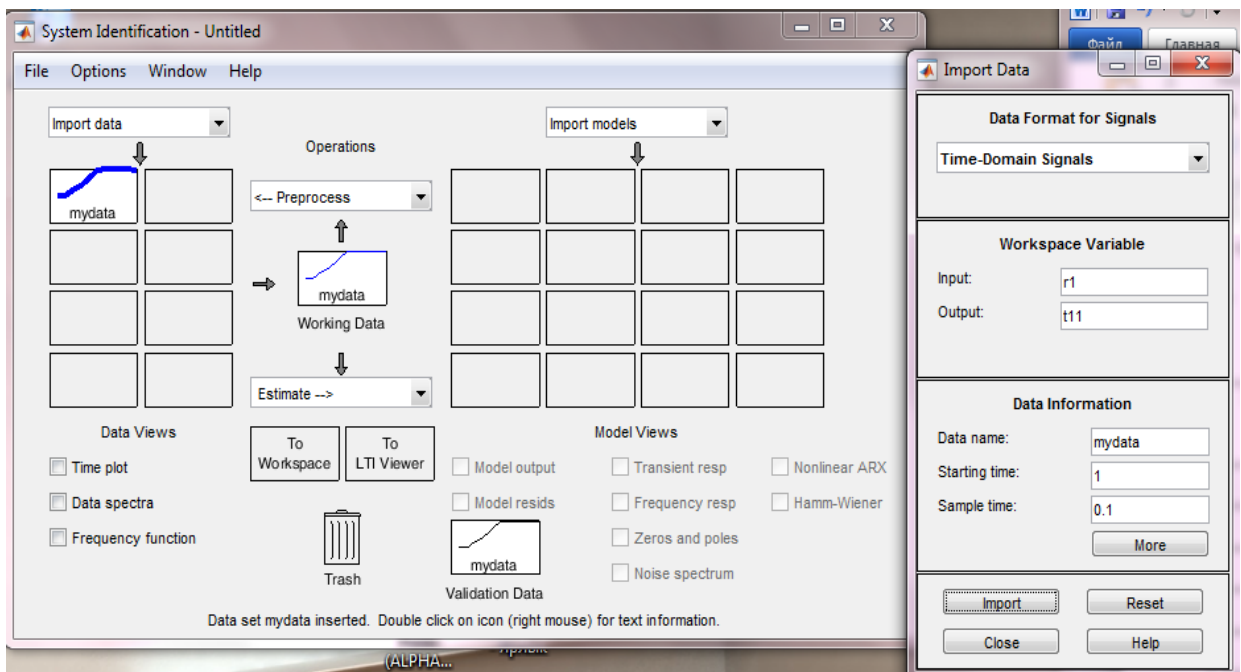 System Identification - Untitled
File Options Window Help
Import data
Import models
Operations
mydata
<-- Preprocess
mydata
Working Data
Estimate -->
Data Views
To
Workspace
To
LTI Viewer
Model Views
Time plot
Data spectra
Frequency function
Model output
Transient resp
Nonlinear ARX
Model resids
Frequency resp
Hamm-Wiener
Zeros and poles
Noise spectrum
Trash
mydata
Validation Data
Data set mydata inserted. Double click on icon (right mouse) for text information.
(ALPHA...
Файл Главная
Import Data
Data Format for Signals
Time-Domain Signals
Workspace Variable
Input: r1
Output: t11
Data Information
Data name: mydata
Starting time: 1
Sample time: 0.1
More
Import Reset
Close Help